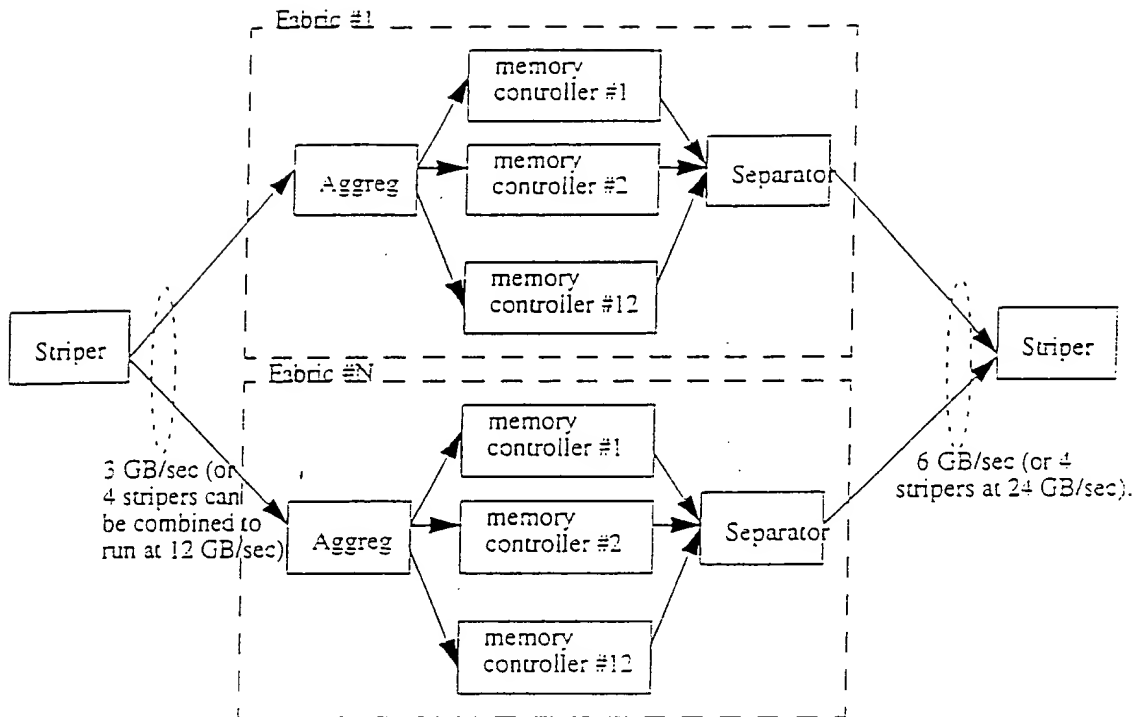 Fabric #1
memory
controller #1
memory
controller #2
memory
controller #12
Aggreg
Separator
Striper
Striper
3 GB/sec (or
4 stripers can
be combined to
run at 12 GB/sec)
6 GB/sec (or 4
stripers at 24 GB/sec).
Fabric #N
memory
controller #1
memory
controller #2
memory
controller #12
Aggreg
Separator